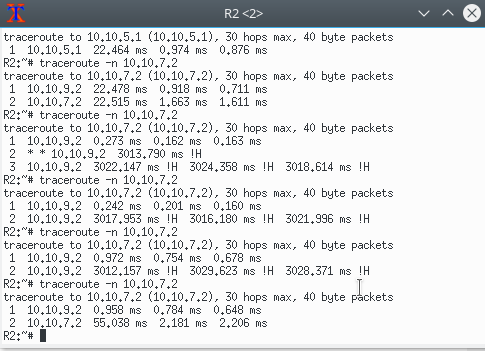 R2 <2>
traceroute to 10.10.5.1 (10.10.5.1), 30 hops max, 40 byte packets
1 10.10.5.1 22.464 ms 0.974 ms 0.876 ms
R2:~# traceroute -n 10.10.7.2
traceroute to 10.10.7.2 (10.10.7.2), 30 hops max, 40 byte packets
1 10.10.9.2 22.478 ms 0.918 ms 0.711 ms
2 10.10.7.2 22.515 ms 1.663 ms 1.611 ms
R2:~# traceroute -n 10.10.7.2
traceroute to 10.10.7.2 (10.10.7.2), 30 hops max, 40 byte packets
1 10.10.9.2 0.273 ms 0.162 ms 0.163 ms
2 * * 10.10.9.2 3013.790 ms !H
3 10.10.9.2 3022.147 ms !H 3024.358 ms !H 3018.614 ms !H
R2:~# traceroute -n 10.10.7.2
traceroute to 10.10.7.2 (10.10.7.2), 30 hops max, 40 byte packets
1 10.10.9.2 0.242 ms 0.201 ms 0.160 ms
2 10.10.9.2 3017.953 ms !H 3016.180 ms !H 3021.996 ms !H
R2:~# traceroute -n 10.10.7.2
traceroute to 10.10.7.2 (10.10.7.2), 30 hops max, 40 byte packets
1 10.10.9.2 0.972 ms 0.754 ms 0.678 ms
2 10.10.9.2 3012.157 ms !H 3029.623 ms !H 3028.371 ms !H
R2:~# traceroute -n 10.10.7.2
traceroute to 10.10.7.2 (10.10.7.2), 30 hops max, 40 byte packets
1 10.10.9.2 0.958 ms 0.784 ms 0.648 ms
2 10.10.7.2 55.038 ms 2.181 ms 2.206 ms
R2:~#